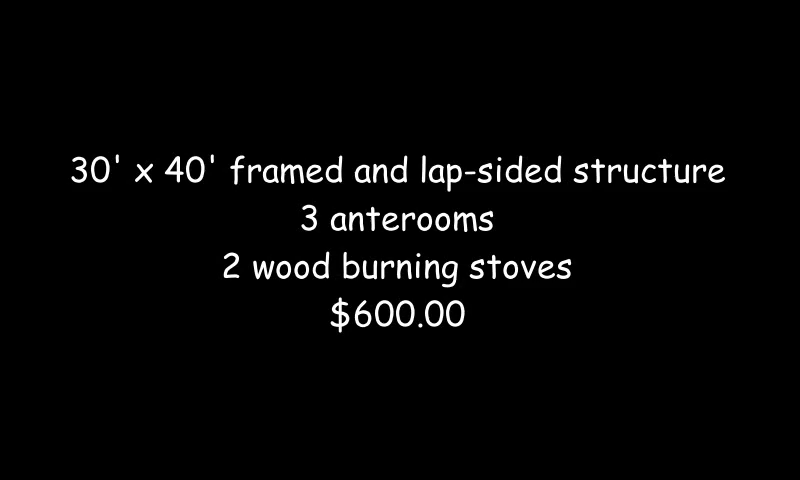 30' x 40' framed and lap-sided structure
3 anterooms
2 wood burning stoves
$600.00